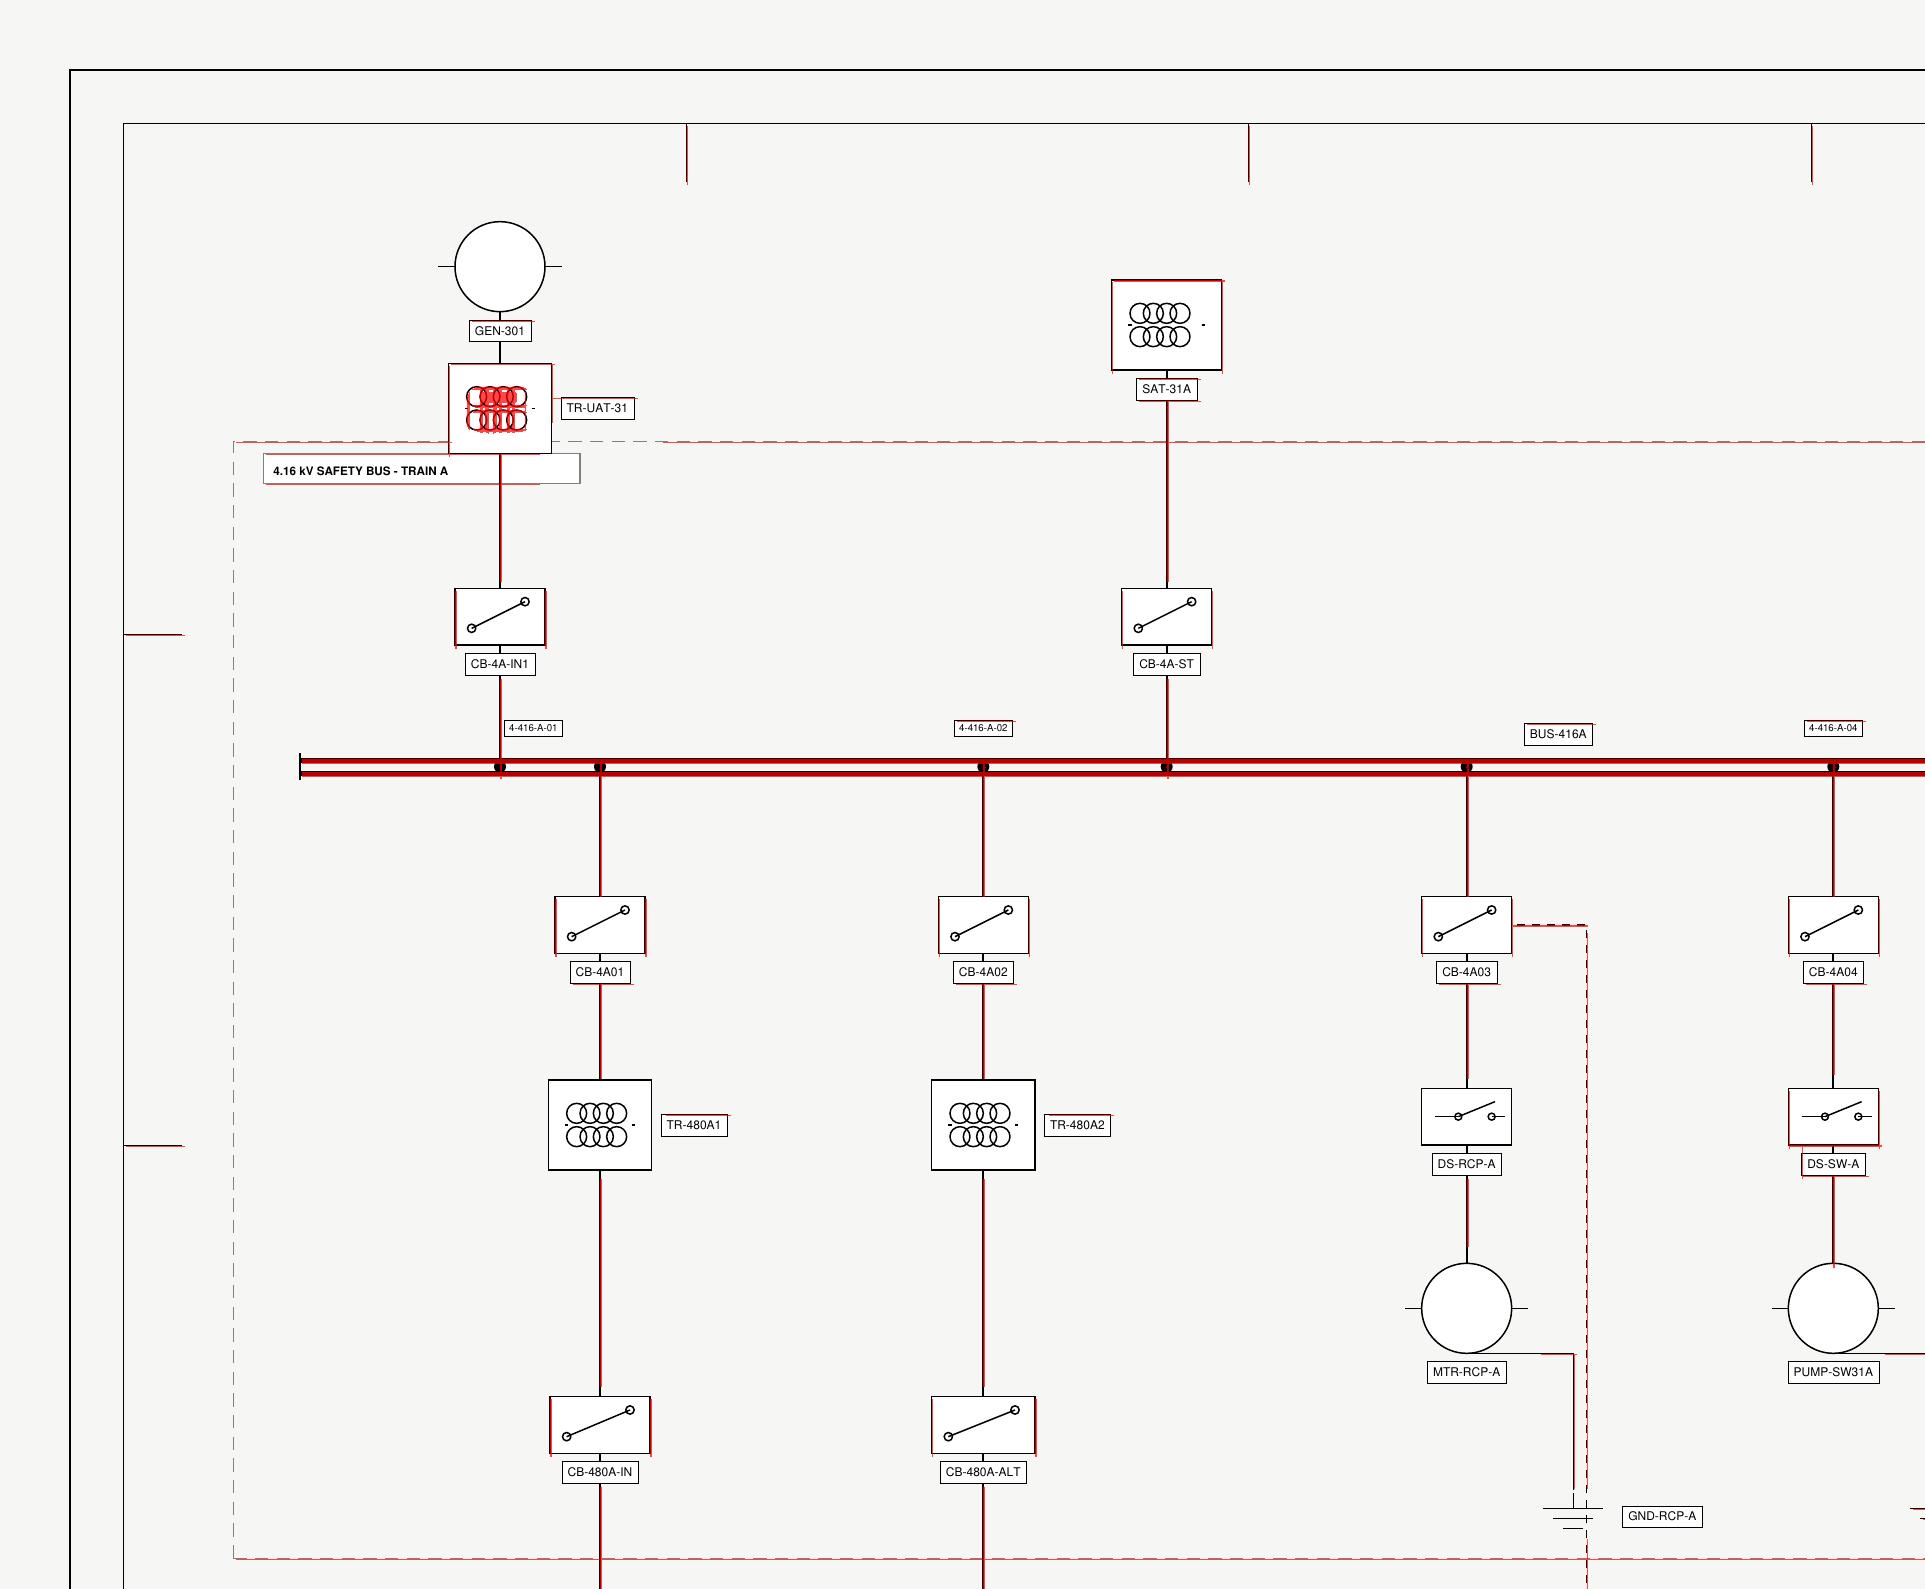 GEN-301
SAT-31A
TR-UAT-31
4.16 kV SAFETY BUS - TRAIN A
CB-4A-IN1
CB-4A-ST
4-416-A-01
4-416-A-02
BUS-416A
4-416-A-04
CB-4A01
CB-4A02
CB-4A03
CB-4A04
TR-480A1
TR-480A2
DS-RCP-A
DS-SW-A
MTR-RCP-A
PUMP-SW31A
CB-480A-IN
CB-480A-ALT
GND-RCP-A